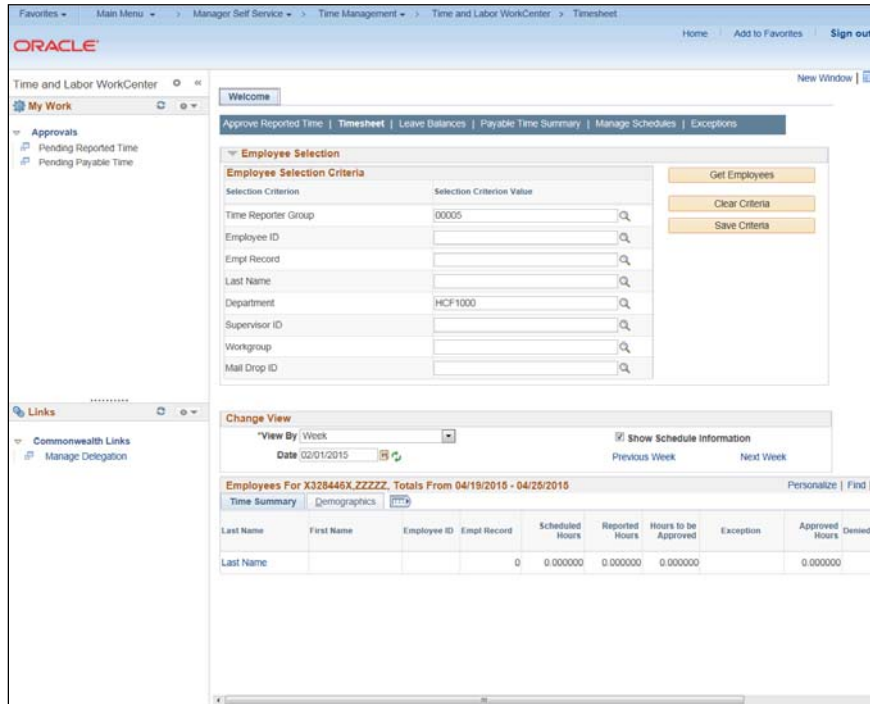 Favorites Main Menu > Manager Self Service > Time Management > Time and Labor WorkCenter > Timesheet
Home Add to Favorites Sign out
ORACLE
New Window
Time and Labor WorkCenter
My Work
Approvals
Pending Reported Time
Pending Payable Time
Links
Commonwealth Links
Manage Delegation
Welcome
Approve Reported Time | Timesheet | Leave Balances | Payable Time Summary | Manage Schedules | Exceptions
Employee Selection
Employee Selection Criteria
Selection Criterion Selection Criterion Value
Time Reporter Group 00005
Employee ID
Empl Record
Last Name
Department HCF1000
Supervisor ID
Workgroup
Mail Drop ID
Get Employees
Clear Criteria
Save Criteria
Change View
*View By Week
Show Schedule Information
Date 02/01/2015
Previous Week Next Week
Employees For X328446X,ZZZZZ, Totals From 04/19/2015 - 04/25/2015
Personalize | Find |
Time Summary Demographics
Last Name First Name Employee ID Empl Record Scheduled Hours Reported Hours Hours to be Approved Exception Approved Hours Denied
Last Name 0 0.000000 0.000000 0.000000 0.000000